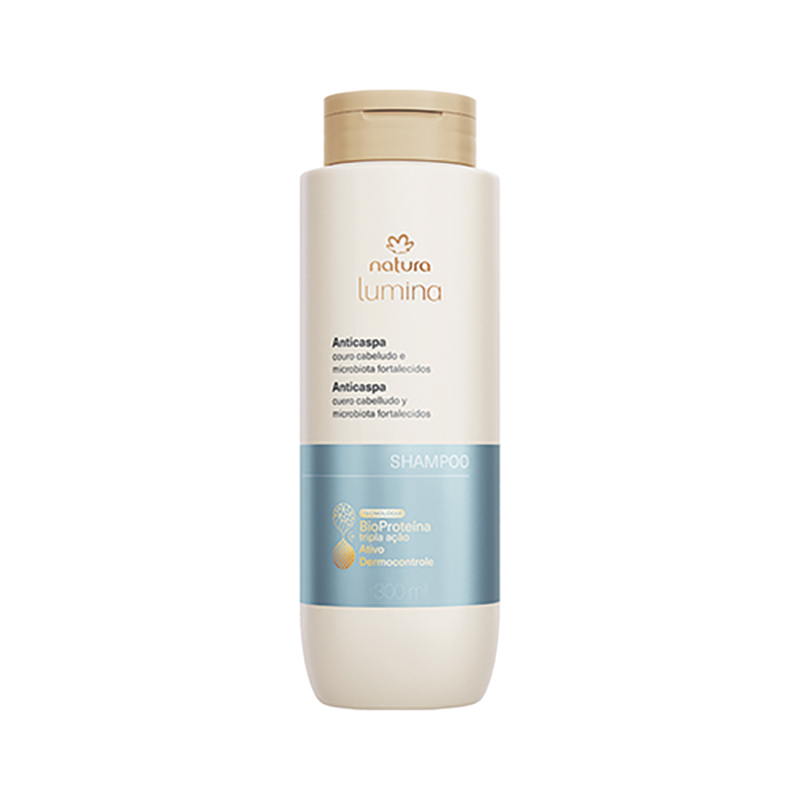 natura
lumina
Anticaspa
couro cabeludo e
microbiota fortalecidos
Anticaspa
cuero cabelludo y
microbiota fortalecidos
SHAMPOO
BioProteína
tripla ação
Ativo
Dermocontrole
300 ml